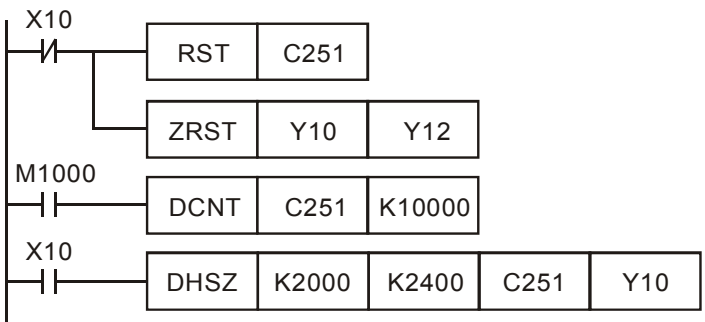 X10
RST C251
ZRST Y10 Y12
M1000
DCNT C251 K10000
X10
DHSZ K2000 K2400 C251 Y10